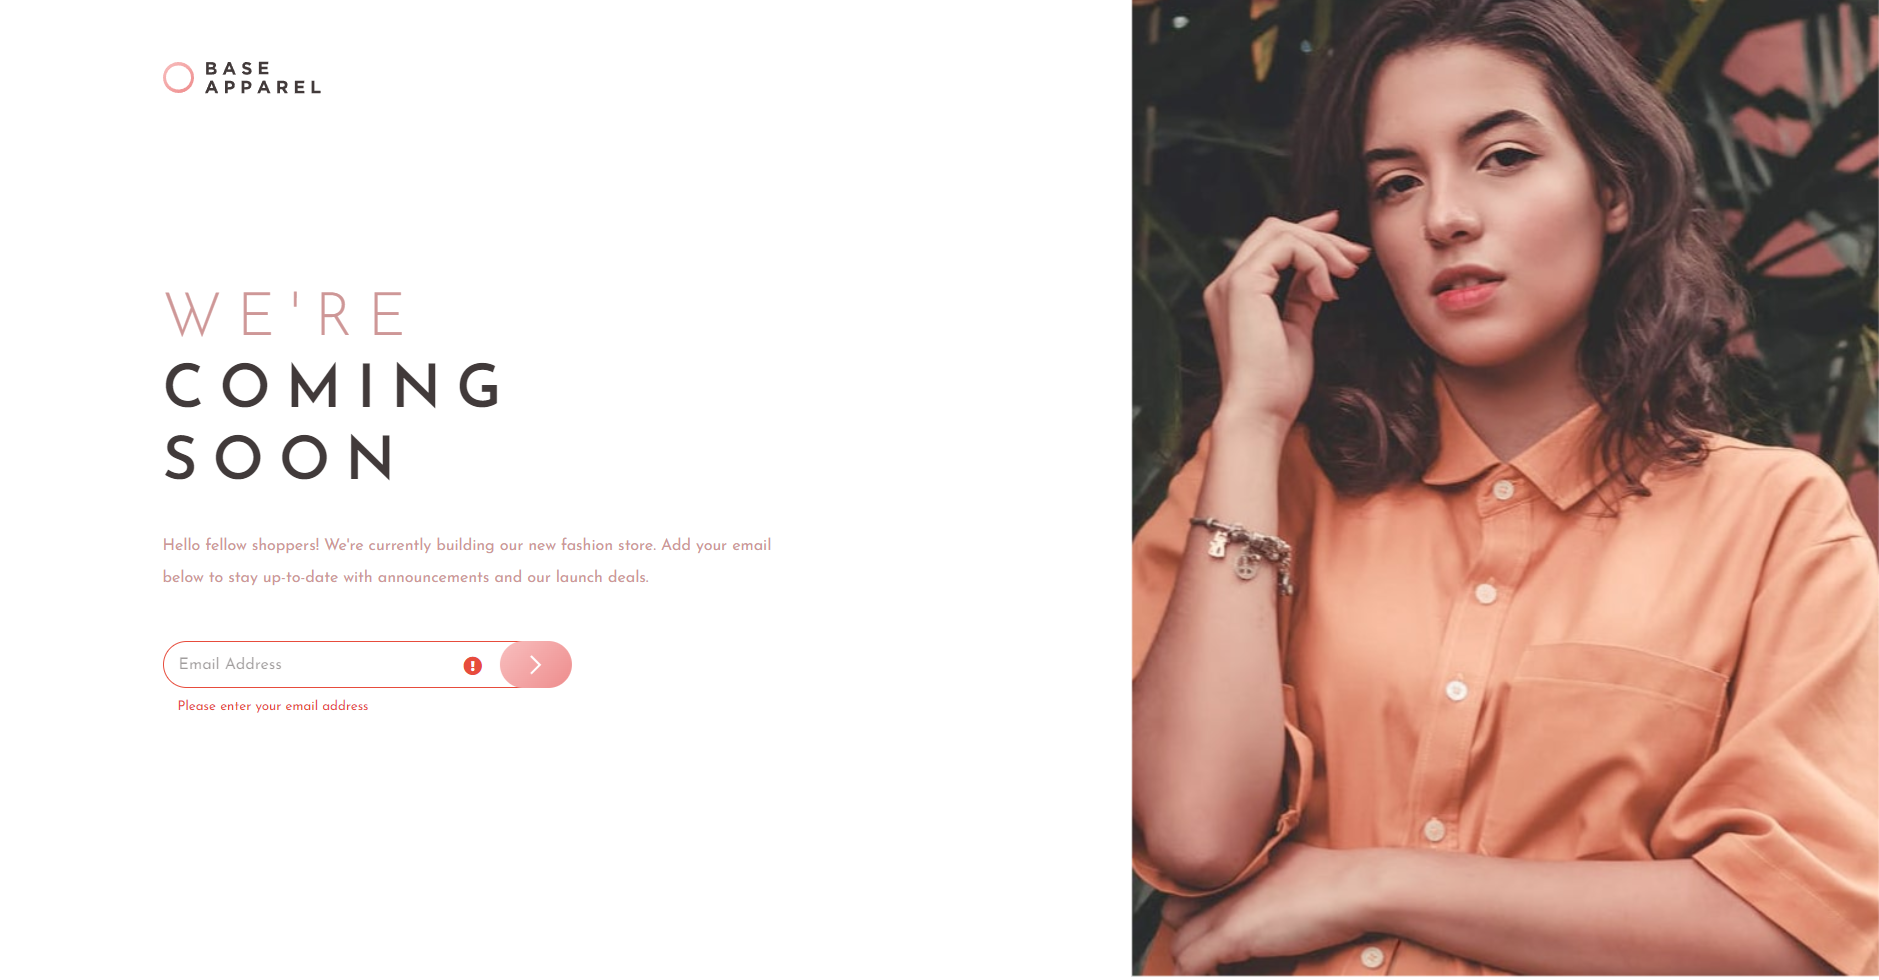 BASE
APPAREL
WE'RE
COMING
SOON
Hello fellow shoppers! We're currently building our new fashion store. Add your email
below to stay up-to-date with announcements and our launch deals.
Email Address
Please enter your email address